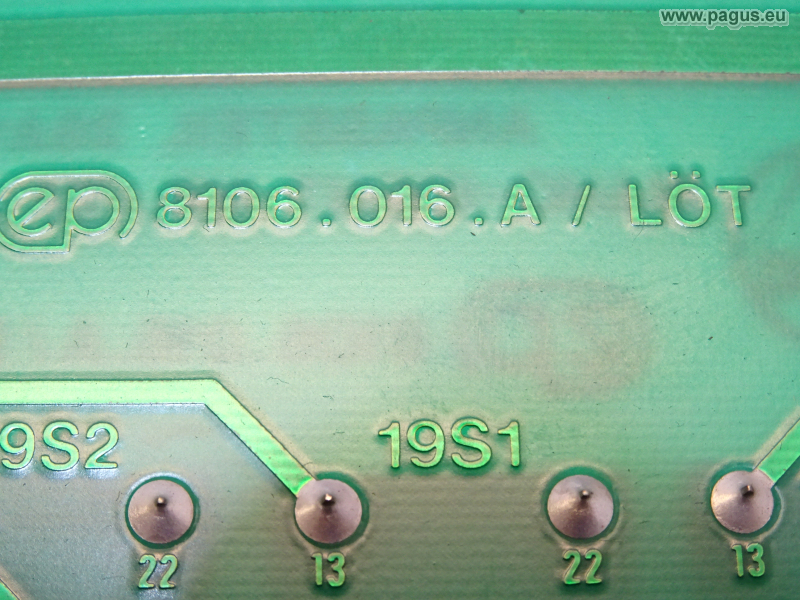 www.pagus.eu
ep 8106.016.A / LÖT
9S2 19S1
22 13 22 13